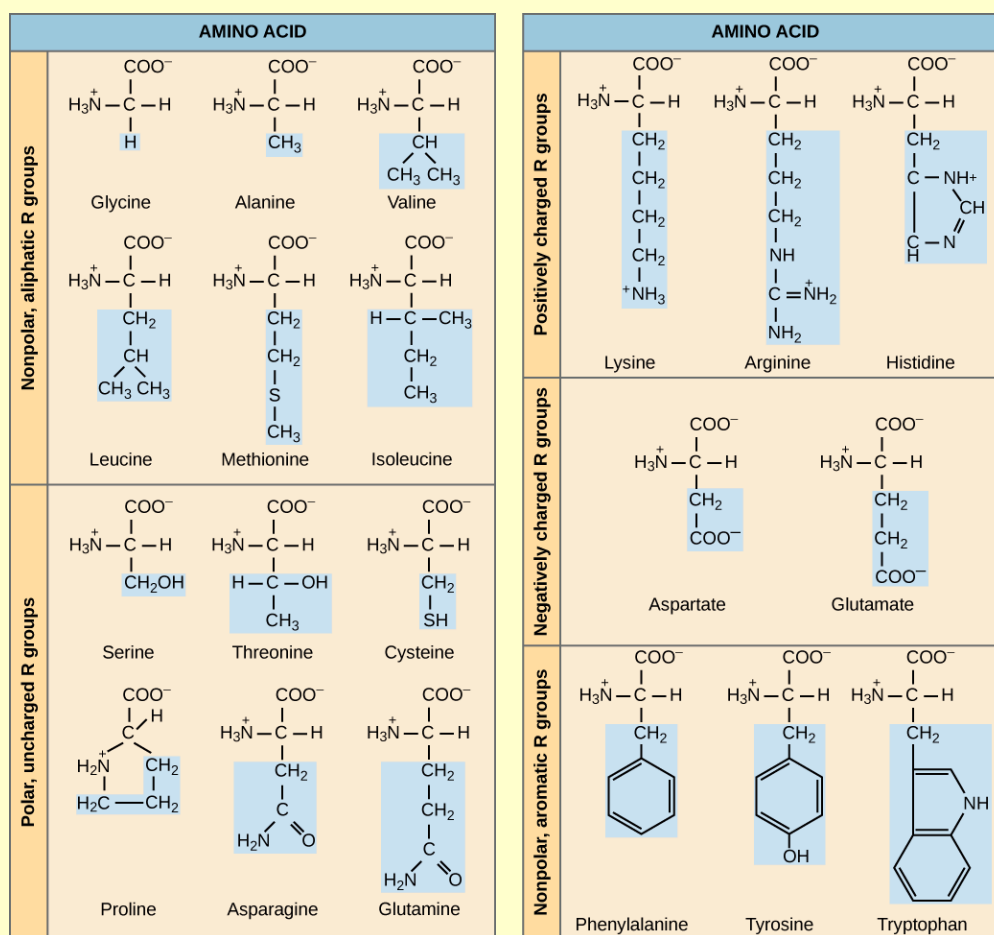 AMINO ACID
Nonpolar, aliphatic R groups
COO⁻ COO⁻ COO⁻
H₃N⁺ C H H₃N⁺ C H H₃N⁺ C H
H CH₃ CH
CH₃ CH₃
Glycine Alanine Valine
COO⁻ COO⁻ COO⁻
H₃N⁺ C H H₃N⁺ C H H₃N⁺ C H
CH₂ CH₂ H C CH₃
CH CH₂ CH₂
CH₃ CH₃ S CH₃
CH₃
Leucine Methionine Isoleucine
Polar, uncharged R groups
COO⁻ COO⁻ COO⁻
H₃N⁺ C H H₃N⁺ C H H₃N⁺ C H
CH₂OH H C OH CH₂
CH₃ SH
Serine Threonine Cysteine
COO⁻ COO⁻ COO⁻
H
C H₃N⁺ C H H₃N⁺ C H
H₂N⁺ CH₂ CH₂ CH₂
H₂C CH₂ C CH₂
H₂N O C
H₂N O
Proline Asparagine Glutamine
AMINO ACID
Positively charged R groups
COO⁻ COO⁻ COO⁻
H₃N⁺ C H H₃N⁺ C H H₃N⁺ C H
CH₂ CH₂ CH₂
CH₂ CH₂ C NH⁺
CH₂ CH₂ CH
CH₂ NH C H N
⁺NH₃ C N⁺H₂
NH₂
Lysine Arginine Histidine
Negatively charged R groups
COO⁻ COO⁻
H₃N⁺ C H H₃N⁺ C H
CH₂ CH₂
COO⁻ CH₂
COO⁻
Aspartate Glutamate
Nonpolar, aromatic R groups
COO⁻ COO⁻ COO⁻
H₃N⁺ C H H₃N⁺ C H H₃N⁺ C H
CH₂ CH₂ CH₂
NH
OH
Phenylalanine Tyrosine Tryptophan